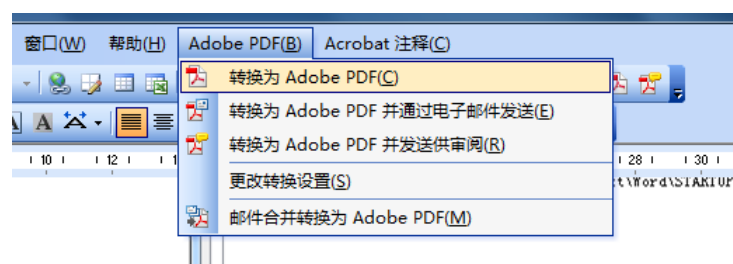 窗口(W) 帮助(H) Adobe PDF(B) Acrobat 注释(C)
转换为 Adobe PDF(C)
转换为 Adobe PDF 并通过电子邮件发送(E)
转换为 Adobe PDF 并发送供审阅(R)
10 12 28 30
更改转换设置(S)
t\Word\STARTUP
邮件合并转换为 Adobe PDF(M)